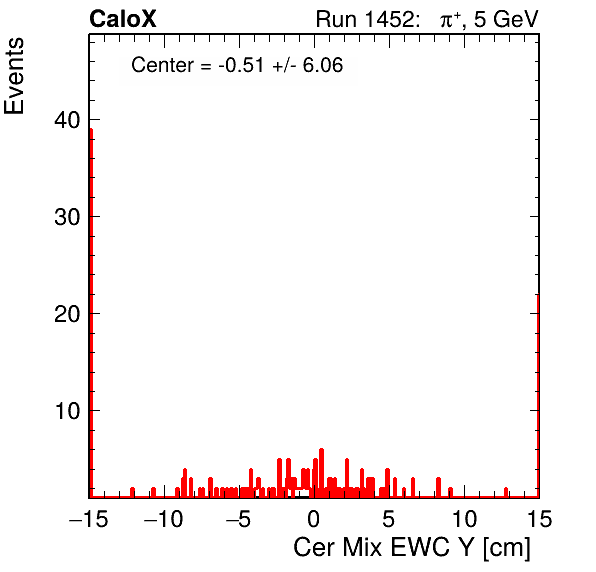 CaloX Run 1452: π⁺, 5 GeV
Center = -0.51 +/- 6.06
Events
40
30
20
10
−15 −10 −5 0 5 10 15
Cer Mix EWC Y [cm]